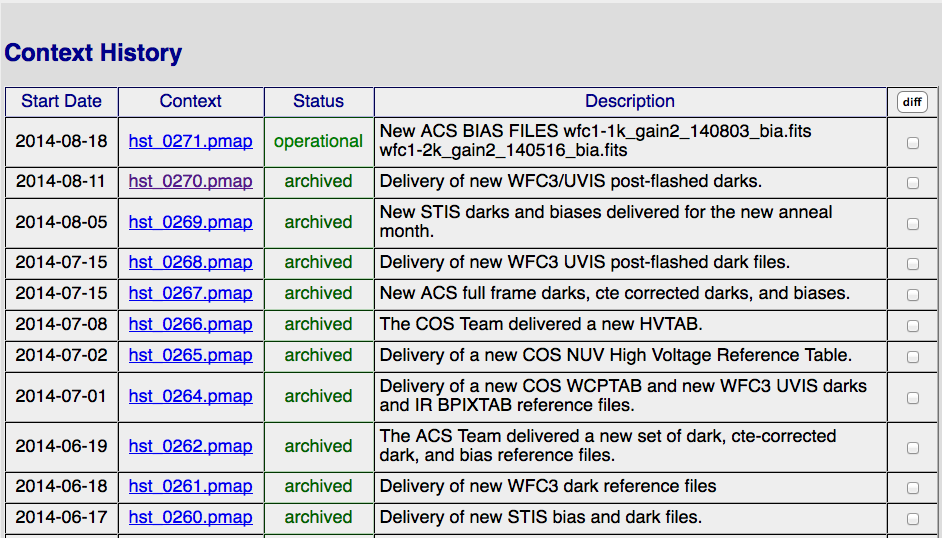 Context History
Start Date Context Status Description diff
2014-08-18 hst_0271.pmap operational New ACS BIAS FILES wfc1-1k_gain2_140803_bia.fits
wfc1-2k_gain2_140516_bia.fits
2014-08-11 hst_0270.pmap archived Delivery of new WFC3/UVIS post-flashed darks.
2014-08-05 hst_0269.pmap archived New STIS darks and biases delivered for the new anneal
month.
2014-07-15 hst_0268.pmap archived Delivery of new WFC3 UVIS post-flashed dark files.
2014-07-15 hst_0267.pmap archived New ACS full frame darks, cte corrected darks, and biases.
2014-07-08 hst_0266.pmap archived The COS Team delivered a new HVTAB.
2014-07-02 hst_0265.pmap archived Delivery of a new COS NUV High Voltage Reference Table.
2014-07-01 hst_0264.pmap archived Delivery of a new COS WCPTAB and new WFC3 UVIS darks
and IR BPIXTAB reference files.
2014-06-19 hst_0262.pmap archived The ACS Team delivered a new set of dark, cte-corrected
dark, and bias reference files.
2014-06-18 hst_0261.pmap archived Delivery of new WFC3 dark reference files
2014-06-17 hst_0260.pmap archived Delivery of new STIS bias and dark files.